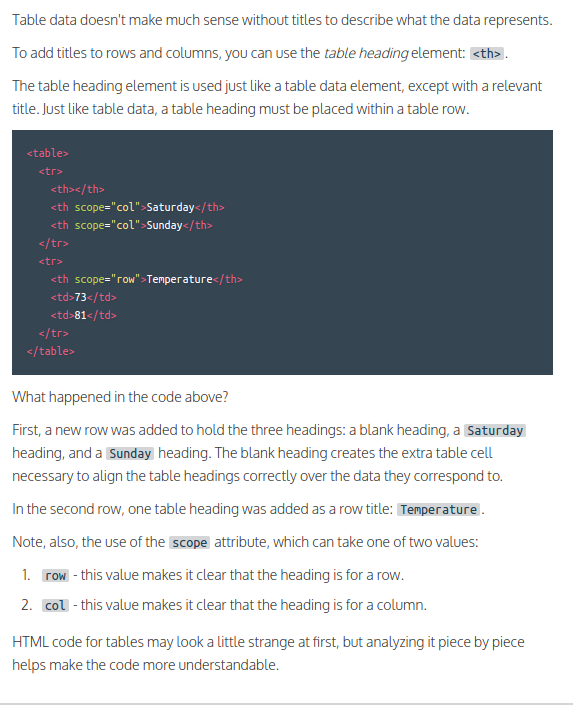 Table data doesn't make much sense without titles to describe what the data represents.
To add titles to rows and columns, you can use the table heading element: <th>.
The table heading element is used just like a table data element, except with a relevant
title. Just like table data, a table heading must be placed within a table row.
<table>
  <tr>
    <th></th>
    <th scope="col">Saturday</th>
    <th scope="col">Sunday</th>
  </tr>
  <tr>
    <th scope="row">Temperature</th>
    <td>73</td>
    <td>81</td>
  </tr>
</table>
What happened in the code above?
First, a new row was added to hold the three headings: a blank heading, a Saturday
heading, and a Sunday heading. The blank heading creates the extra table cell
necessary to align the table headings correctly over the data they correspond to.
In the second row, one table heading was added as a row title: Temperature.
Note, also, the use of the scope attribute, which can take one of two values:
1. row - this value makes it clear that the heading is for a row.
2. col - this value makes it clear that the heading is for a column.
HTML code for tables may look a little strange at first, but analyzing it piece by piece
helps make the code more understandable.